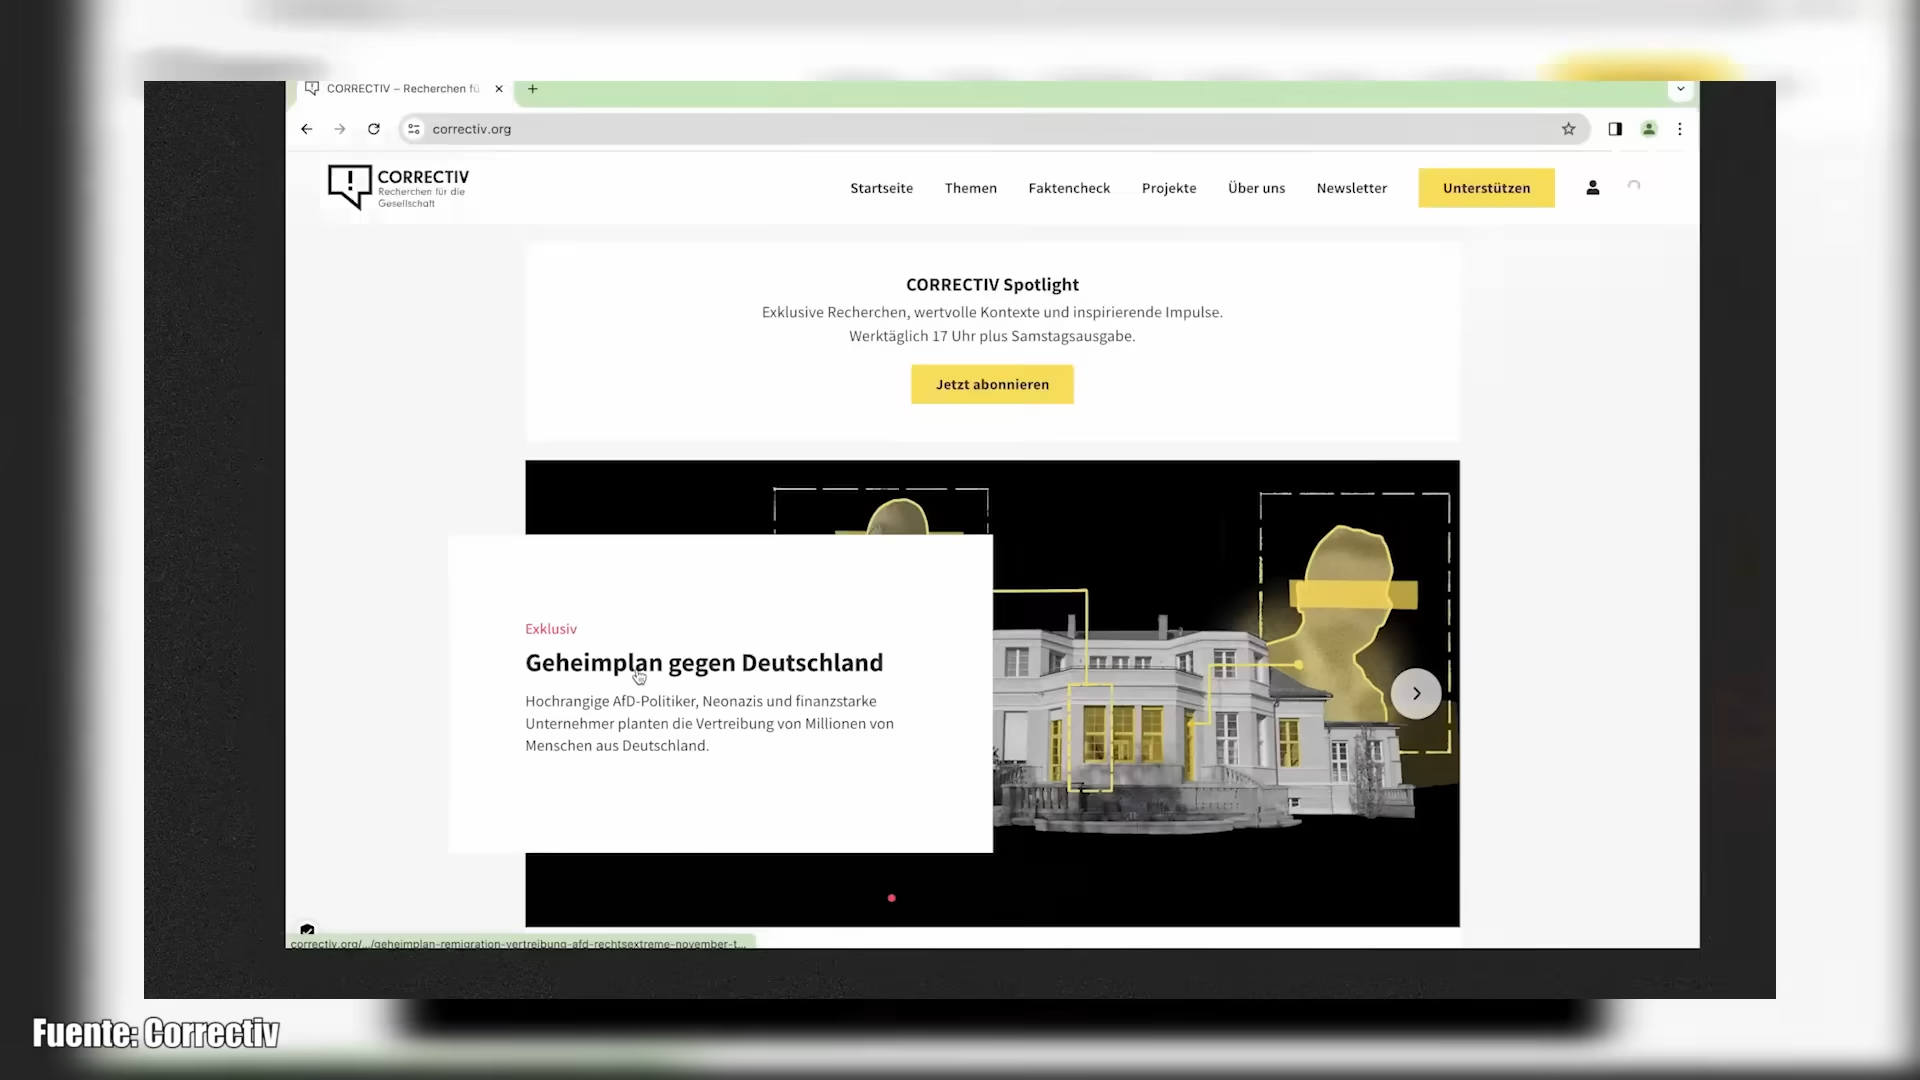 CORRECTIV – Recherchen fü
correctiv.org
CORRECTIV
Recherchen für die
Gesellschaft
Startseite Themen Faktencheck Projekte Über uns Newsletter Unterstützen
CORRECTIV Spotlight
Exklusive Recherchen, wertvolle Kontexte und inspirierende Impulse.
Werktäglich 17 Uhr plus Samstagsausgabe.
Jetzt abonnieren
Exklusiv
Geheimplan gegen Deutschland
Hochrangige AfD-Politiker, Neonazis und finanzstarke
Unternehmer planten die Vertreibung von Millionen von
Menschen aus Deutschland.
correctiv.org/.../geheimplan-remigration-vertreibung-afd-rechtsextreme-november-t...
Fuente: Correctiv